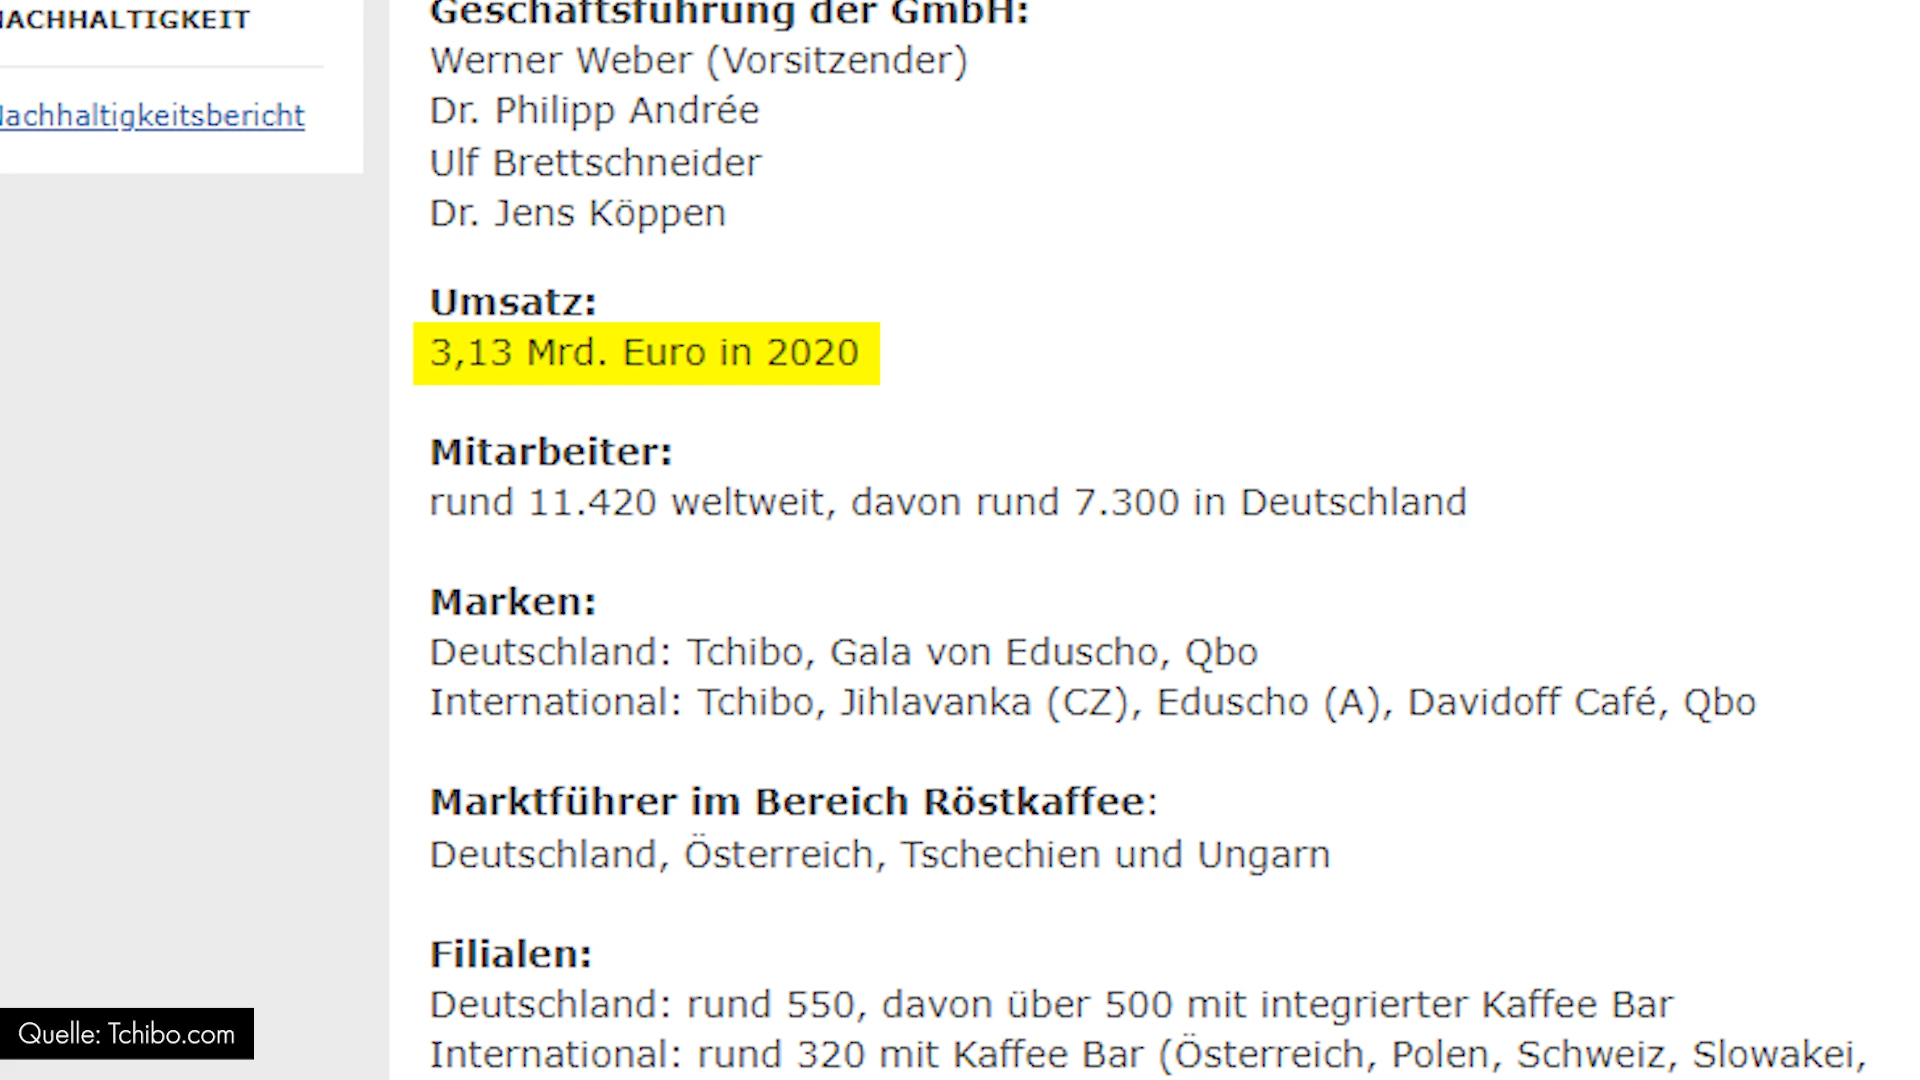 NACHHALTIGKEIT
Nachhaltigkeitsbericht
Geschäftsführung der GmbH:
Werner Weber (Vorsitzender)
Dr. Philipp Andrée
Ulf Brettschneider
Dr. Jens Köppen
Umsatz:
3,13 Mrd. Euro in 2020
Mitarbeiter:
rund 11.420 weltweit, davon rund 7.300 in Deutschland
Marken:
Deutschland: Tchibo, Gala von Eduscho, Qbo
International: Tchibo, Jihlavanka (CZ), Eduscho (A), Davidoff Café, Qbo
Marktführer im Bereich Röstkaffee:
Deutschland, Österreich, Tschechien und Ungarn
Filialen:
Deutschland: rund 550, davon über 500 mit integrierter Kaffee Bar
International: rund 320 mit Kaffee Bar (Österreich, Polen, Schweiz, Slowakei,
Quelle: Tchibo.com